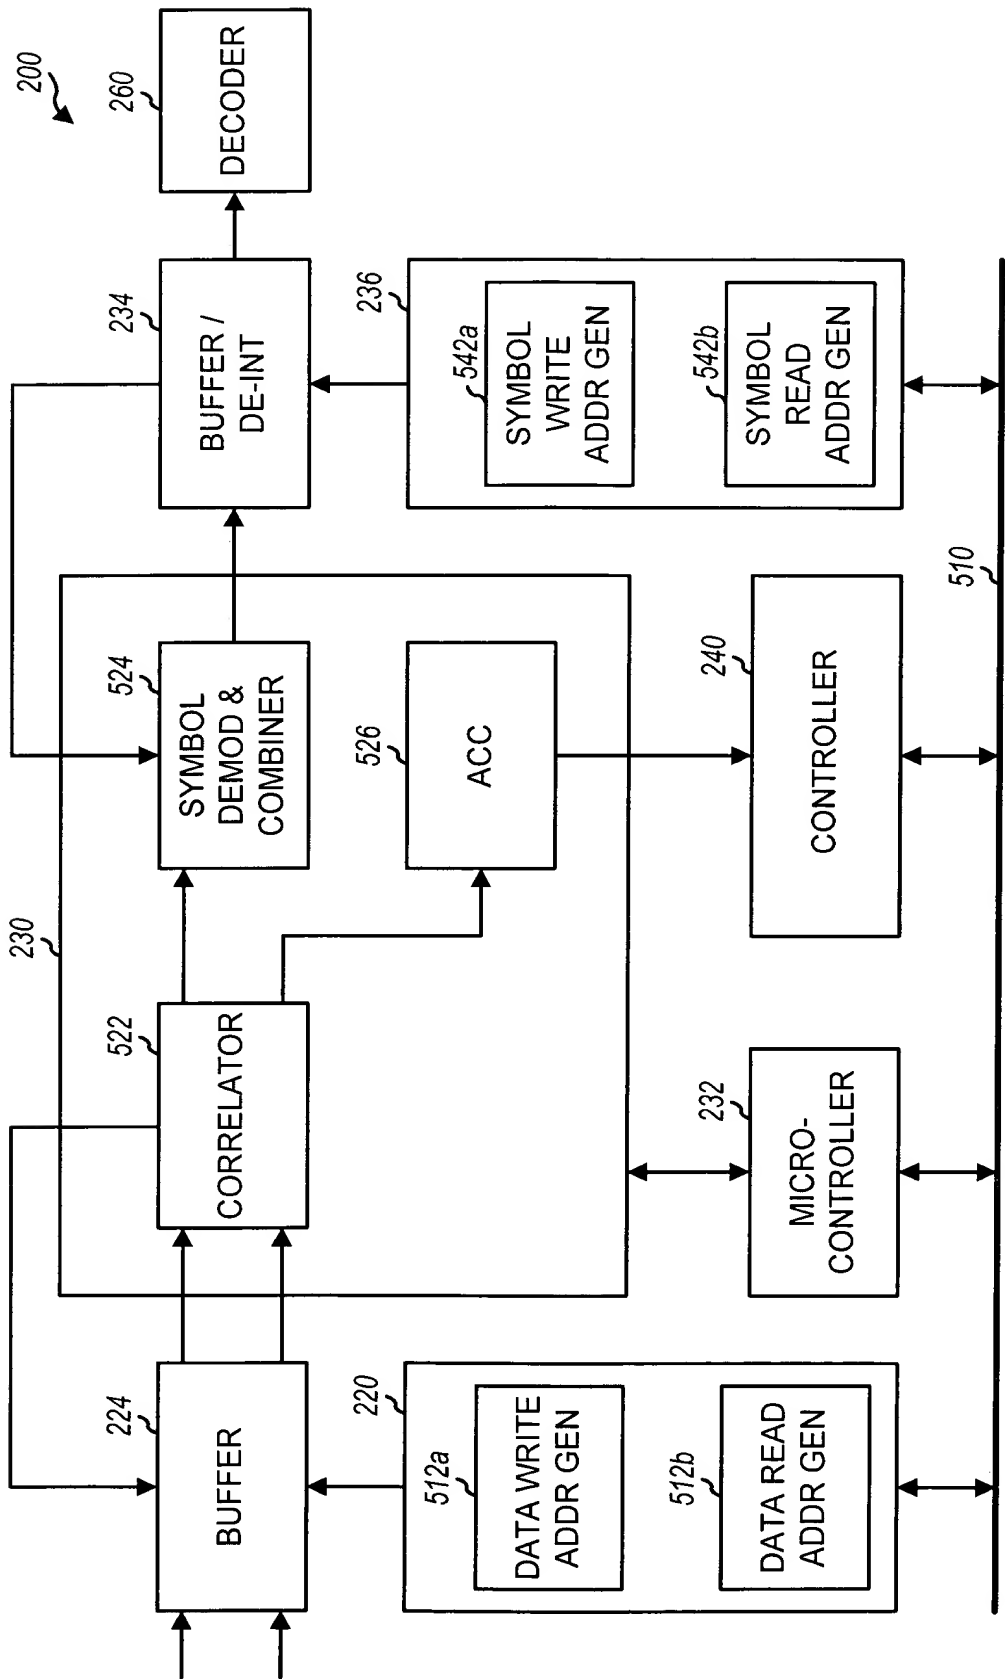 200
224
BUFFER
230
522
CORRELATOR
524
SYMBOL
DEMOD &
COMBINER
526
ACC
234
BUFFER /
DE-INT
260
DECODER
220
512a
DATA WRITE
ADDR GEN
512b
DATA READ
ADDR GEN
232
MICRO-
CONTROLLER
240
CONTROLLER
236
542a
SYMBOL
WRITE
ADDR GEN
542b
SYMBOL
READ
ADDR GEN
510